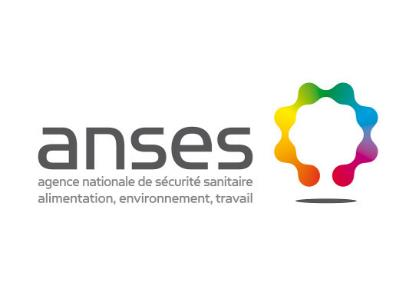 anses
agence nationale de sécurité sanitaire
alimentation, environnement, travail